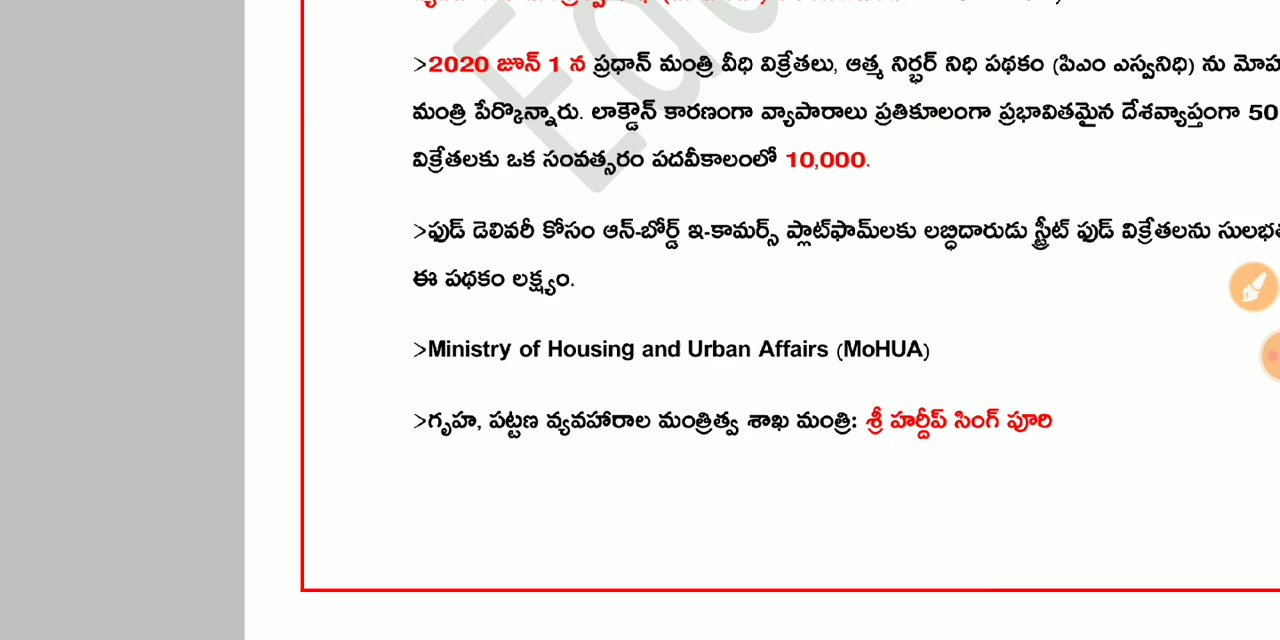 >2020 జూన్ 1 న ప్రధాన్ మంత్రి వీధి విక్రేతలు, ఆత్మ నిర్భర్ నిధి పథకం (పిఎం ఎస్వనిధి) ను
మంత్రి పేర్కొన్నారు. లాక్డౌన్ కారణంగా వ్యాపారాలు ప్రతికూలంగా ప్రభావితమైన దేశవ్యాప్తంగా 50
విక్రేతలకు ఒక సంవత్సరం పదవీకాలంలో 10,000.
>ఫుడ్ డెలివరీ కోసం ఆన్-బోర్డ్ ఇ-కామర్స్ ప్లాట్‌ఫామ్‌లకు లబ్ధిదారుడు స్ట్రీట్ ఫుడ్ విక్రేతలను
ఈ పథకం లక్ష్యం.
>Ministry of Housing and Urban Affairs (MoHUA)
>గృహ, పట్టణ వ్యవహారాల మంత్రిత్వ శాఖ మంత్రి: శ్రీ హర్దీప్ సింగ్ పూరి